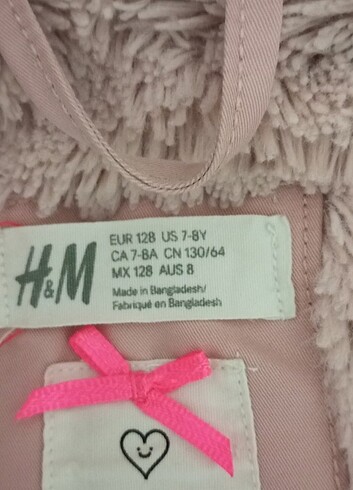 H&M
EUR 128 US 7-8Y
CA 7-8A CN 130/64
MX 128 AUS 8
Made in Bangladesh/
Fabriqué en Bangladesh